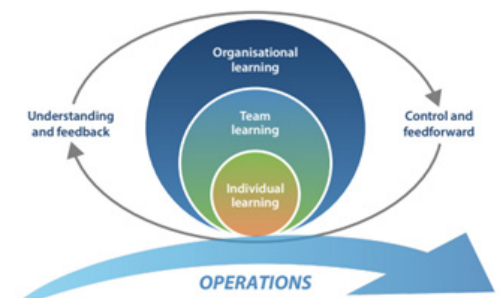 Organisational
learning
Understanding
and feedback
Team
learning
Control and
feedforward
Individual
learning
OPERATIONS